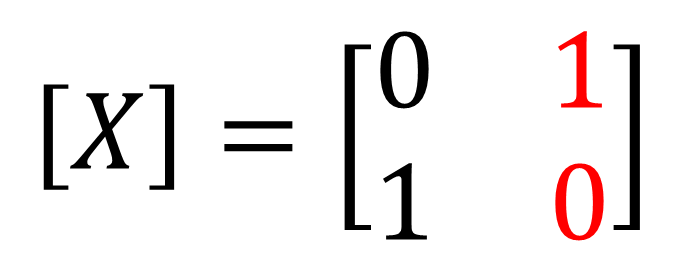 [X] = [0 1
1 0]